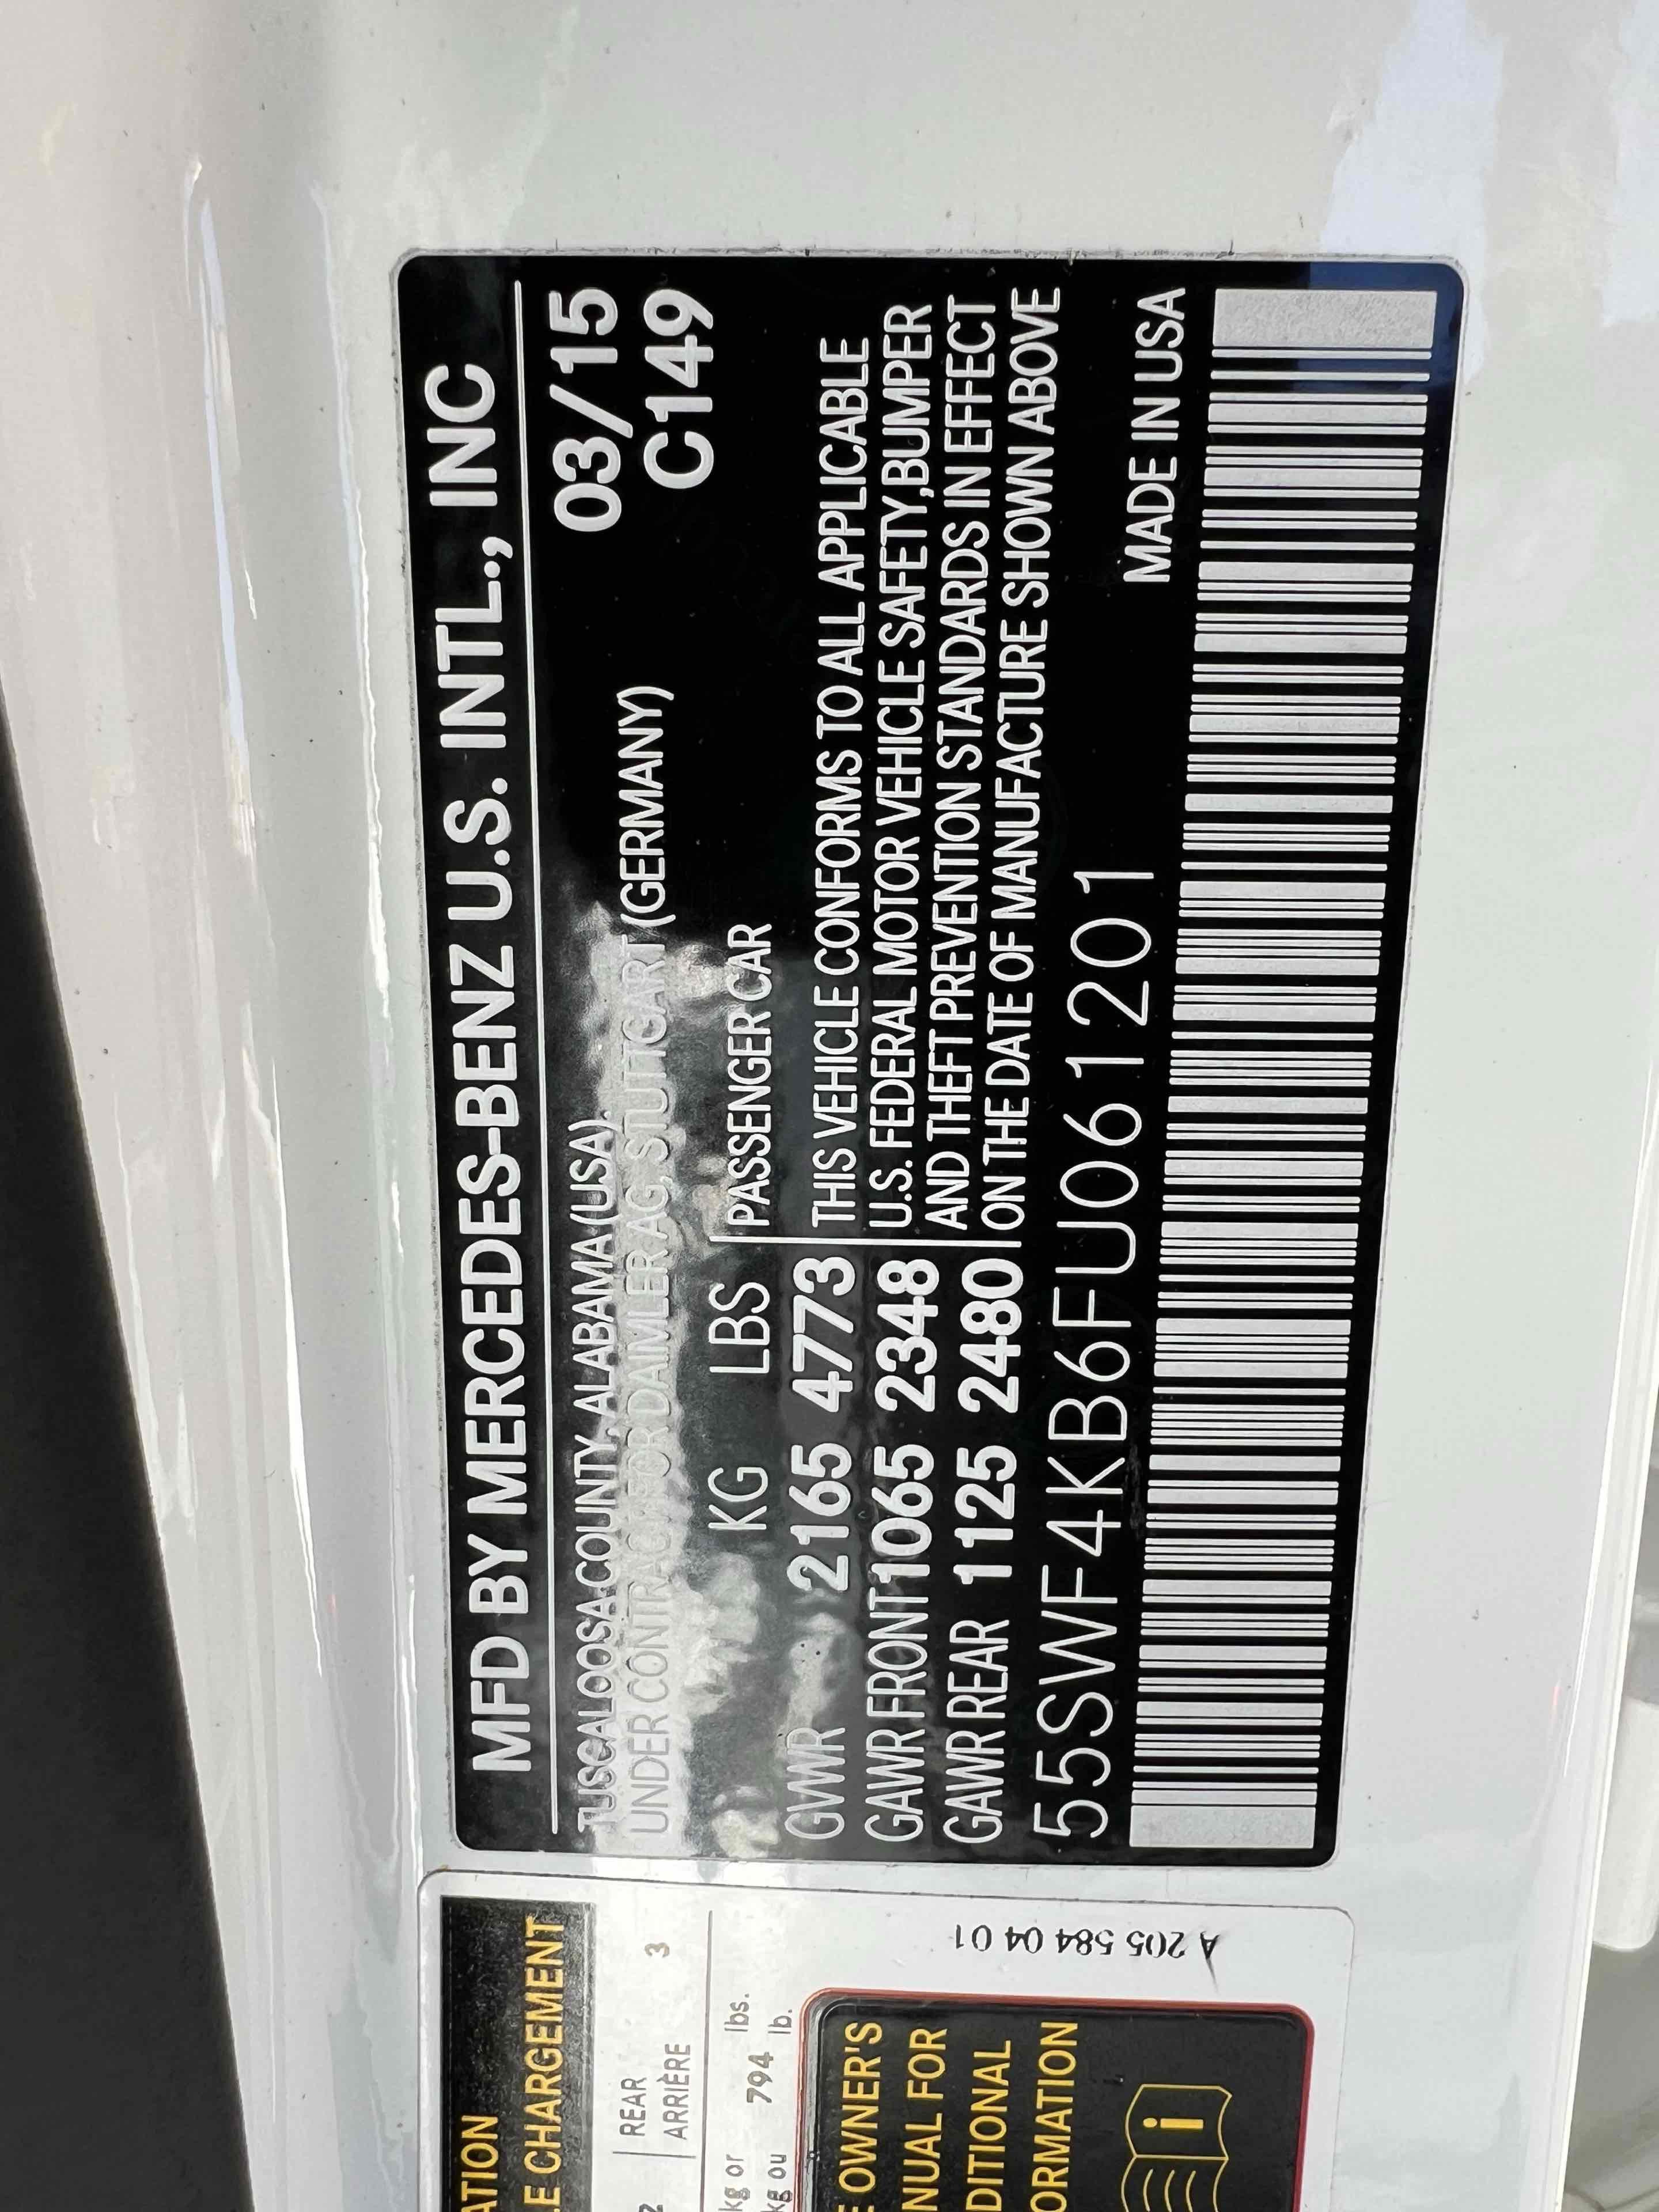 MFD BY MERCEDES-BENZ U.S. INTL., INC
TUSCALOOSA COUNTY, ALABAMA (USA)
03/15
UNDER CONTRACT FOR DAIMLER AG, STUTTGART (GERMANY)
C149
KG LBS PASSENGER CAR
GVWR 2165 4773 THIS VEHICLE CONFORMS TO ALL APPLICABLE
GAWR FRONT 1065 2348 U.S. FEDERAL MOTOR VEHICLE SAFETY, BUMPER
AND THEFT PREVENTION STANDARDS IN EFFECT
GAWR REAR 1125 2480 ON THE DATE OF MANUFACTURE SHOWN ABOVE
55SWF4KB6FU061201
MADE IN USA
CHARGEMENT
REAR
ARRIÈRE
3
kg or 794 lbs.
kg ou lb.
OWNER'S
FOR
A 205 584 04 01